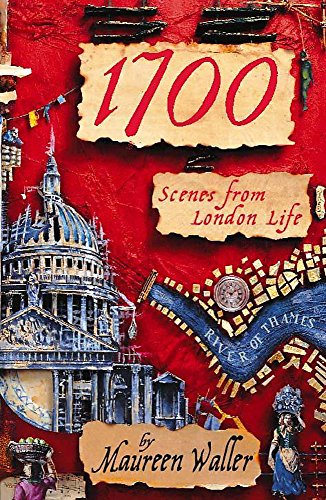 1700
Scenes from
London Life
RIVER OF THAMES
by
Maureen Waller